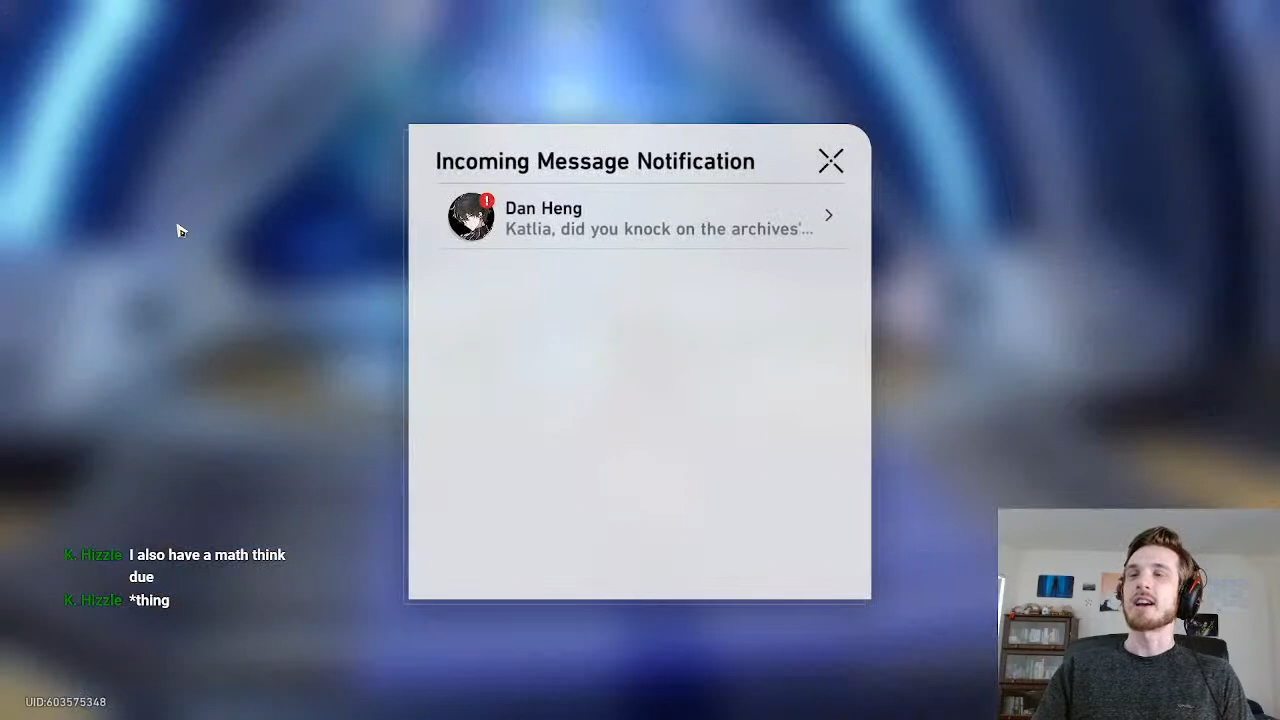 Incoming Message Notification
Dan Heng
Katlia, did you knock on the archives'...
K. Hizzle I also have a math think
due
K. Hizzle *thing
UID:603575348